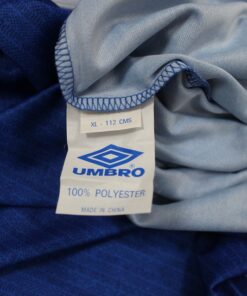 XL - 112 CMS
UMBRO
100% POLYESTER
MADE IN CHINA